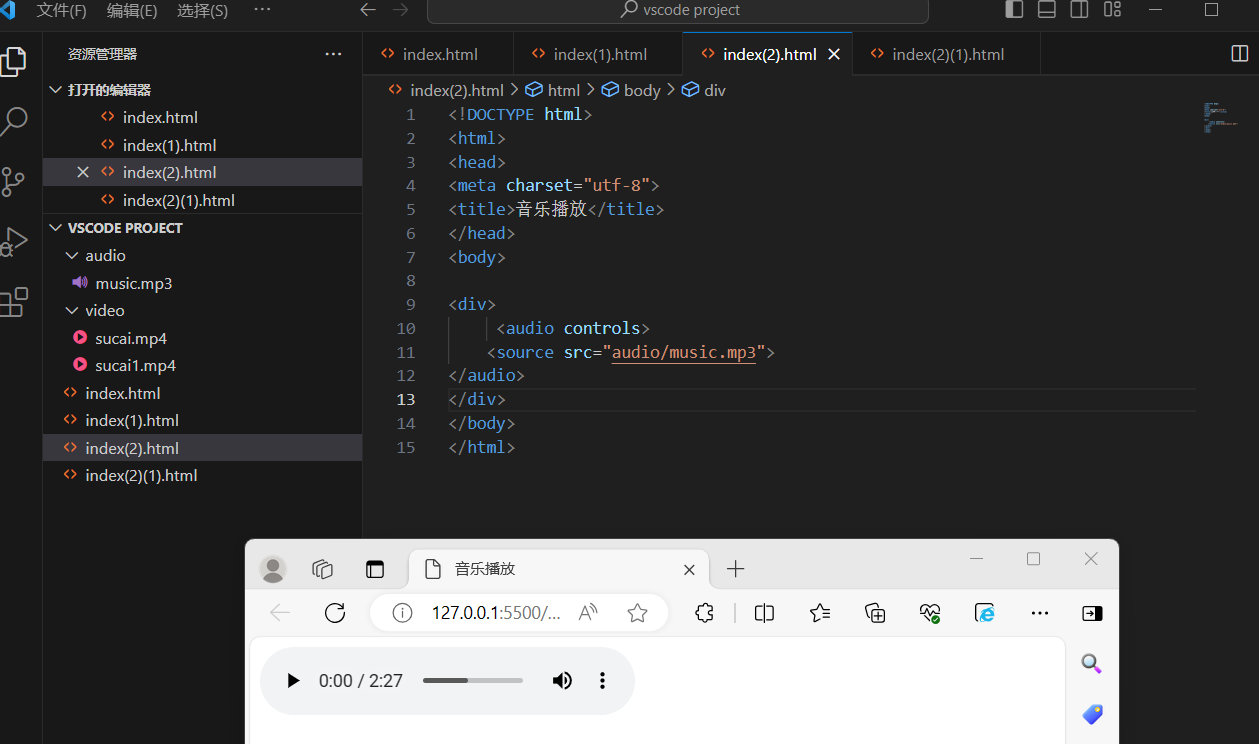 文件(F) 编辑(E) 选择(S) ··· vscode project
资源管理器 ···
打开的编辑器
index.html
index(1).html
index(2).html
index(2)(1).html
VSCODE PROJECT
audio
music.mp3
video
sucai.mp4
sucai1.mp4
index.html
index(1).html
index(2).html
index(2)(1).html
index.html index(1).html index(2).html index(2)(1).html
index(2).html > html > body > div
1 <!DOCTYPE html>
2 <html>
3 <head>
4 <meta charset="utf-8">
5 <title>音乐播放</title>
6 </head>
7 <body>
8
9 <div>
10 <audio controls>
11 <source src="audio/music.mp3">
12 </audio>
13 </div>
14 </body>
15 </html>
音乐播放
127.0.0.1:5500/...
0:00 / 2:27